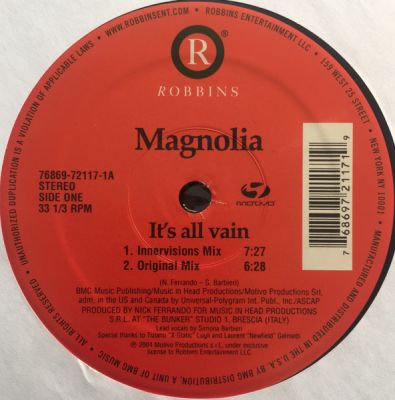 WWW.ROBBINSENT.COM • © 2004 ROBBINS ENTERTAINMENT LLC • 159 WEST 25 STREET • NEW YORK NY 10001 • MANUFACTURED AND DISTRIBUTED IN THE U.S.A. BY BMG DISTRIBUTION, A UNIT OF BMG MUSIC • ALL RIGHTS RESERVED • UNAUTHORIZED DUPLICATION IS A VIOLATION OF APPLICABLE LAWS •
R
ROBBINS
Magnolia
76869-72117-1A
STEREO
SIDE ONE
33 1/3 RPM
motivo
7 68697 21171 9
It's all vain
1. Innervisions Mix 7:27
2. Original Mix 6:28
(N. Ferrando – G. Barbieri)
BMC Music Publishing/Music in Head Productions/Motivo Productions Srl,
adm. in the US and Canada by Universal-Polygram Int. Publ., Inc./ASCAP
PRODUCED BY NICK FERRANDO FOR MUSIC IN HEAD PRODUCTIONS
S.R.L. AT "THE BUNKER" STUDIO 1, BRESCIA (ITALY)
Lead vocals by Simona Barbieri
Special thanks to "A-Static" Luigi and Laurent "Newfield"
℗ 2004 Motivo Productions s.r.l. under exclusive
license to Robbins Entertainment LLC